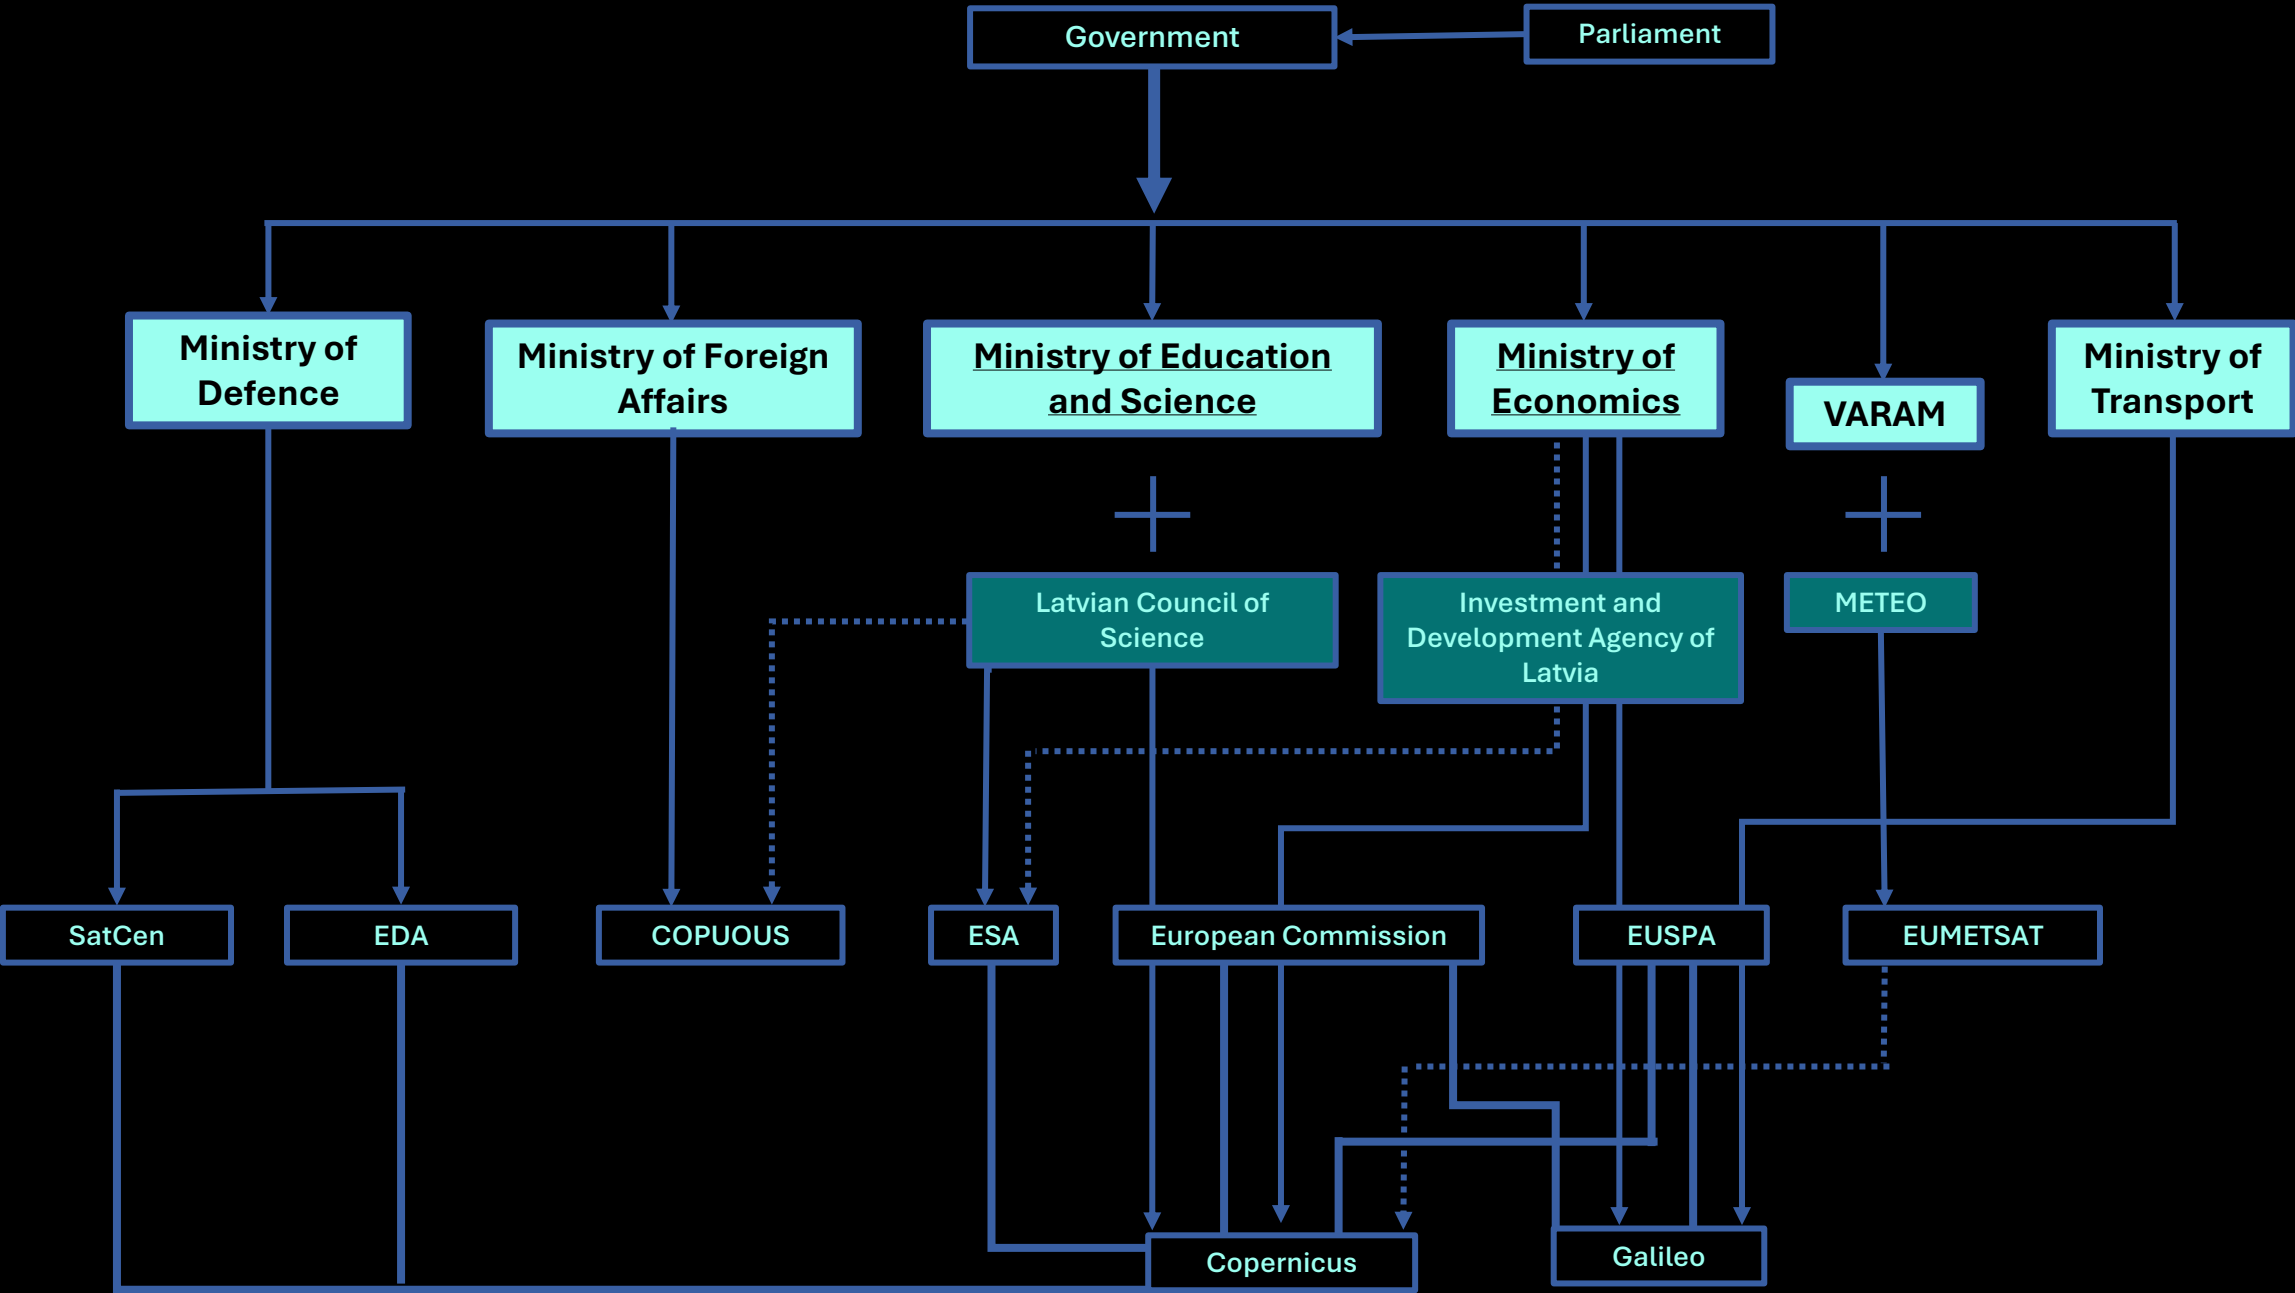 Government
Parliament
Ministry of
Defence
Ministry of Foreign
Affairs
Ministry of Education
and Science
Ministry of
Economics
VARAM
Ministry of
Transport
Latvian Council of
Science
Investment and
Development Agency of
Latvia
METEO
SatCen
EDA
COPUOUS
ESA
European Commission
EUSPA
EUMETSAT
Copernicus
Galileo